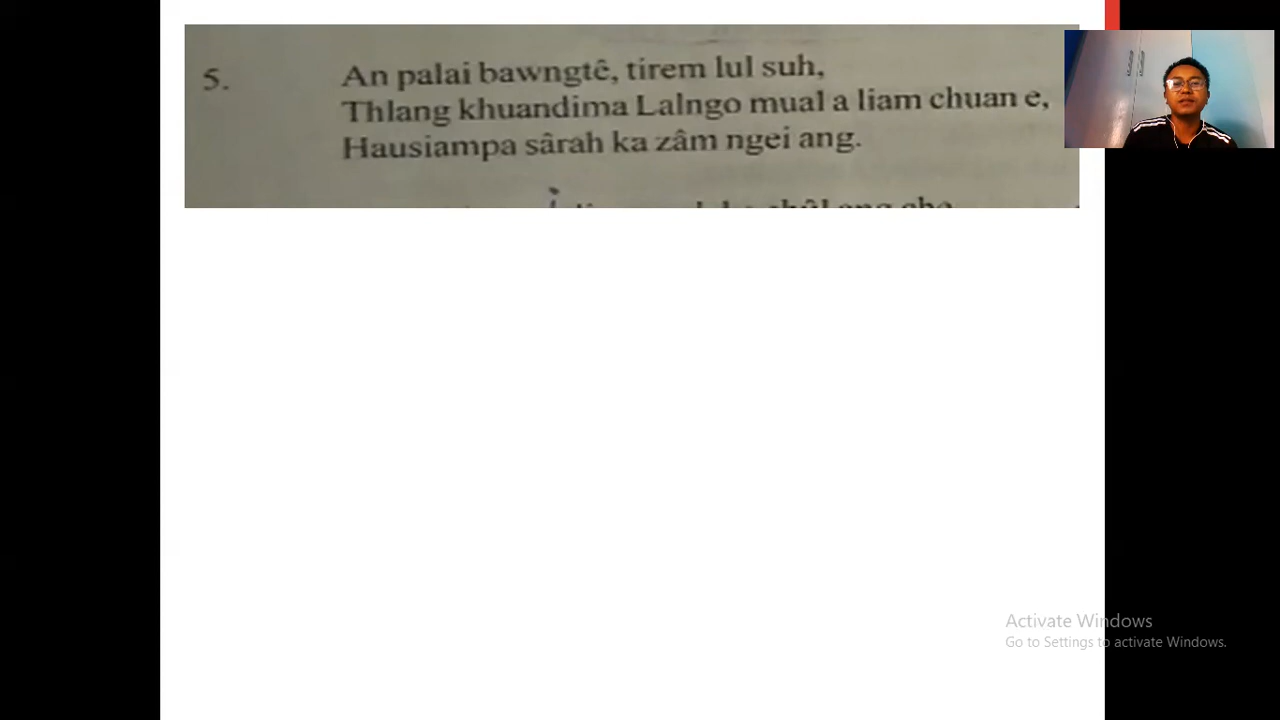 5. An palai bawngtê, tirem lul suh,
Thlang khuandima Lalngo mual a liam chuan e,
Hausiampa sârah ka zâm ngei ang.
Activate Windows
Go to Settings to activate Windows.